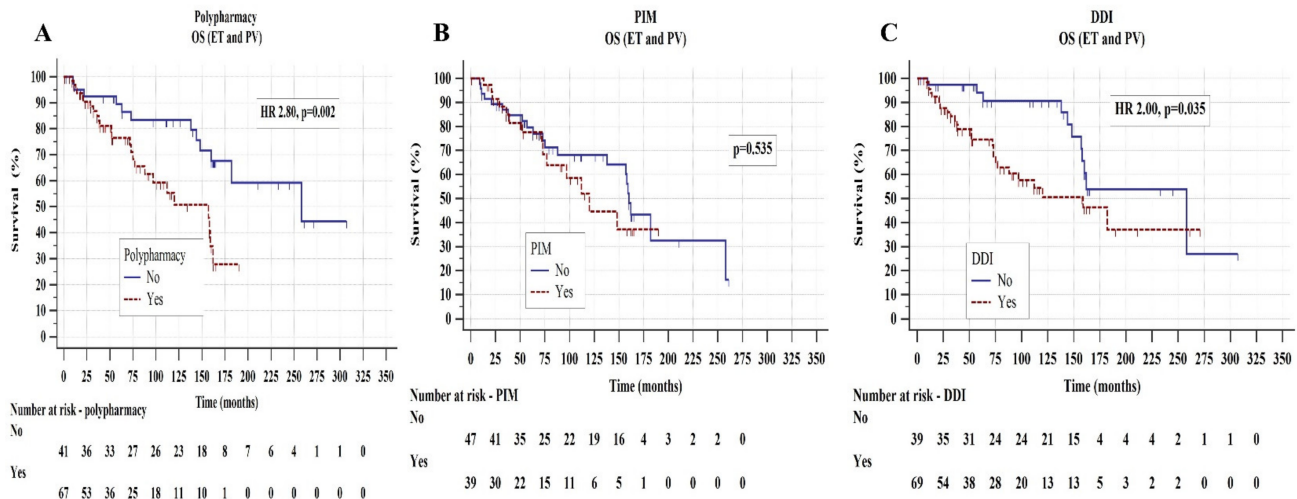 A
Polypharmacy
OS (ET and PV)
Survival (%)
100
90
80
70
60
50
40
30
20
10
0
HR 2.80, p=0.002
Polypharmacy
No
Yes
0 25 50 75 100 125 150 175 200 225 250 275 300 325 350
Time (months)
Number at risk - polypharmacy
No
41 36 33 27 26 23 18 8 7 6 4 1 1 0
Yes
67 53 36 25 18 11 10 1 0 0 0 0 0 0
B
PIM
OS (ET and PV)
Survival (%)
100
90
80
70
60
50
40
30
20
10
0
p=0.535
PIM
No
Yes
0 25 50 75 100 125 150 175 200 225 250 275 300 325 350
Time (months)
Number at risk - PIM
No
47 41 35 25 22 19 16 4 3 2 2 0
Yes
39 30 22 15 11 6 5 1 0 0 0 0
C
DDI
OS (ET and PV)
Survival (%)
100
90
80
70
60
50
40
30
20
10
0
HR 2.00, p=0.035
DDI
No
Yes
0 25 50 75 100 125 150 175 200 225 250 275 300 325 350
Time (months)
Number at risk - DDI
No
39 35 31 24 24 21 15 4 4 4 2 1 1 0
Yes
69 54 38 28 20 13 13 5 3 2 2 0 0 0